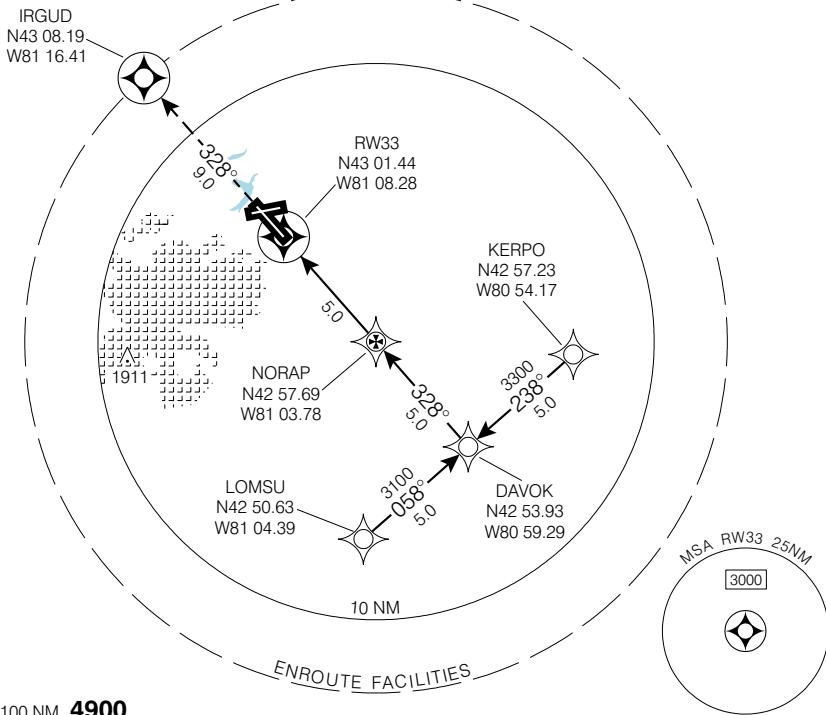 IRGUD
N43 08.19
W81 16.41
328°
9.0
RW33
N43 01.44
W81 08.28
5.0
KERPO
N42 57.23
W80 54.17
3300
238°
5.0
NORAP
N42 57.69
W81 03.78
328°
5.0
1911
LOMSU
N42 50.63
W81 04.39
3100
058°
5.0
DAVOK
N42 53.93
W80 59.29
10 NM
ENROUTE FACILITIES
MSA RW33 25NM
3000
100 NM 4900